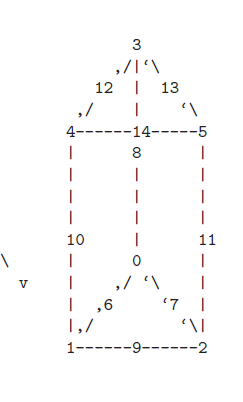 3
          ,/|‘\
        12  |  13
      ,/    |    ‘\
     4------14-----5
     |      8      |
     |      |      |
     |      |      |
     |      |      |
     10     |      11
\    |      0      |
  v  |    ,/ ‘\    |
     |  ,6     ‘7  |
     |,/         ‘\|
     1------9------2